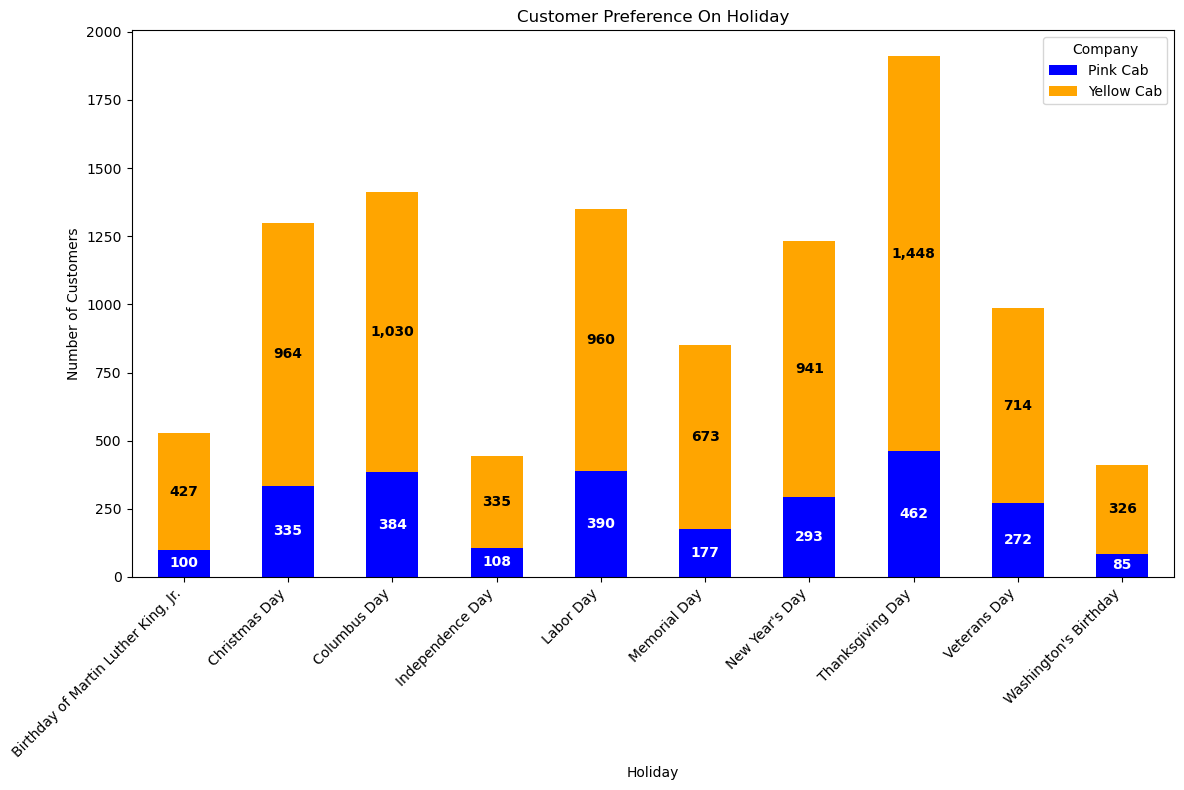 Customer Preference On Holiday
Number of Customers
2000
1750
1500
1250
1000
750
500
250
0
Company
Pink Cab
Yellow Cab
427
100
964
335
1,030
384
335
108
960
390
673
177
941
293
1,448
462
714
272
326
85
Birthday of Martin Luther King, Jr.
Christmas Day
Columbus Day
Independence Day
Labor Day
Memorial Day
New Year's Day
Thanksgiving Day
Veterans Day
Washington's Birthday
Holiday